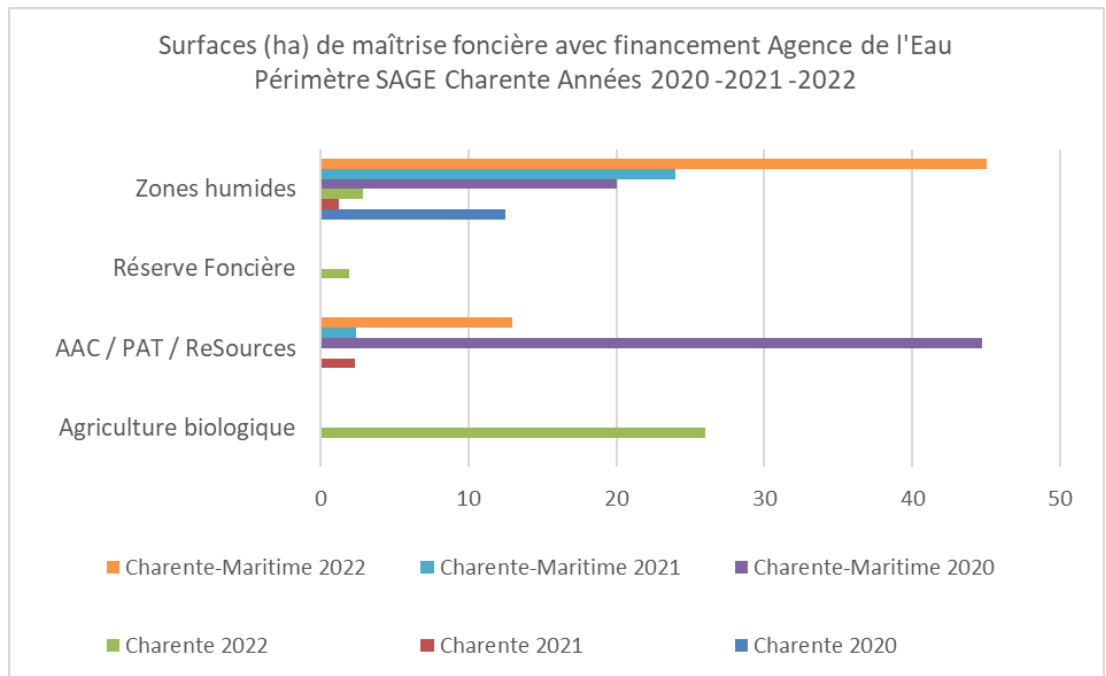 Surfaces (ha) de maîtrise foncière avec financement Agence de l'Eau
Périmètre SAGE Charente Années 2020 -2021 -2022
Zones humides
Réserve Foncière
AAC / PAT / ReSources
Agriculture biologique
0 10 20 30 40 50
Charente-Maritime 2022 Charente-Maritime 2021 Charente-Maritime 2020
Charente 2022 Charente 2021 Charente 2020